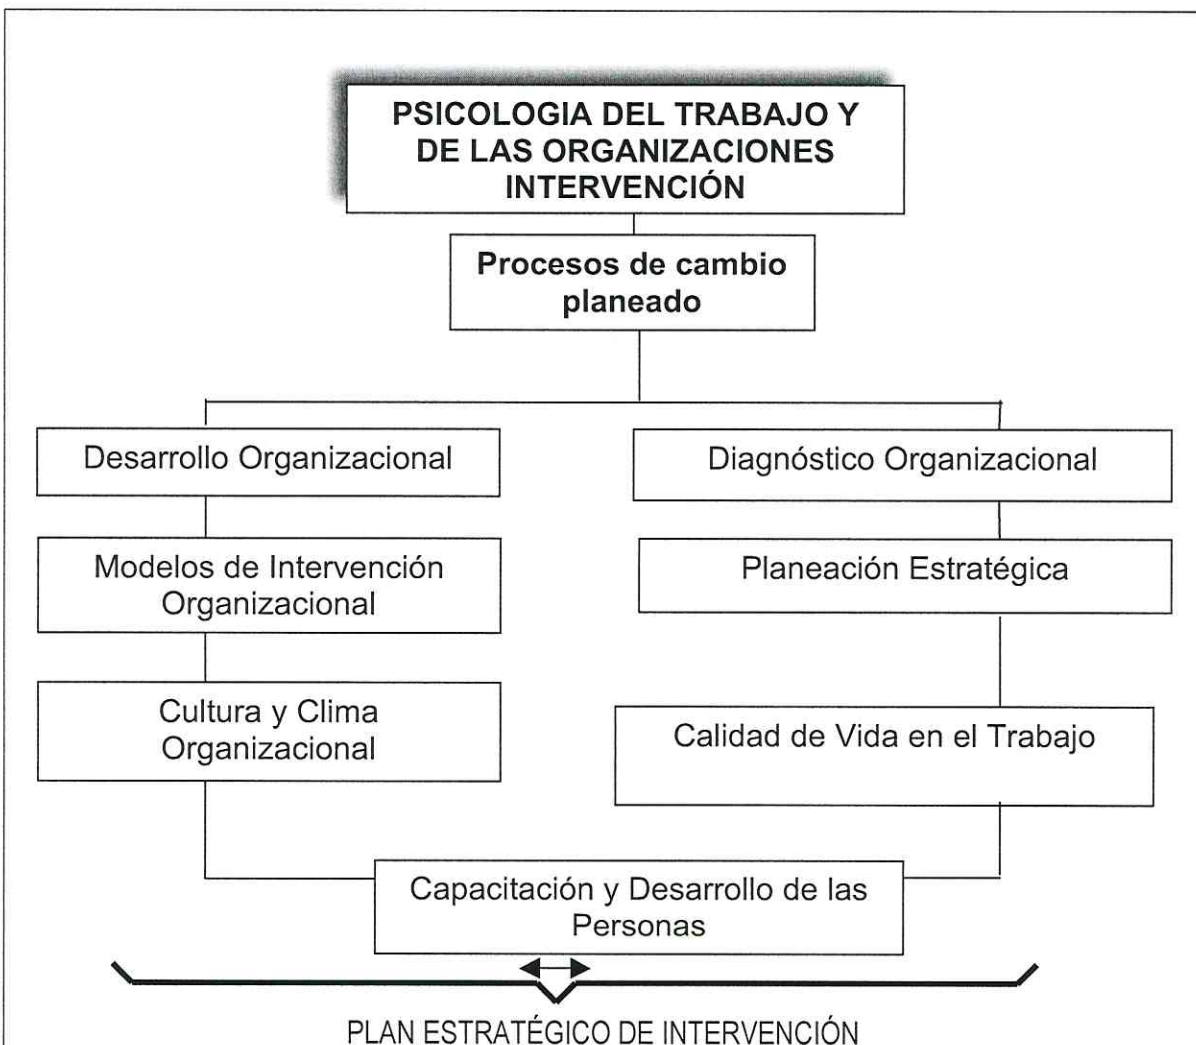 PSICOLOGIA DEL TRABAJO Y
DE LAS ORGANIZACIONES
INTERVENCIÓN
Procesos de cambio
planeado
Desarrollo Organizacional
Diagnóstico Organizacional
Modelos de Intervención
Organizacional
Planeación Estratégica
Cultura y Clima
Organizacional
Calidad de Vida en el Trabajo
Capacitación y Desarrollo de las
Personas
PLAN ESTRATÉGICO DE INTERVENCIÓN